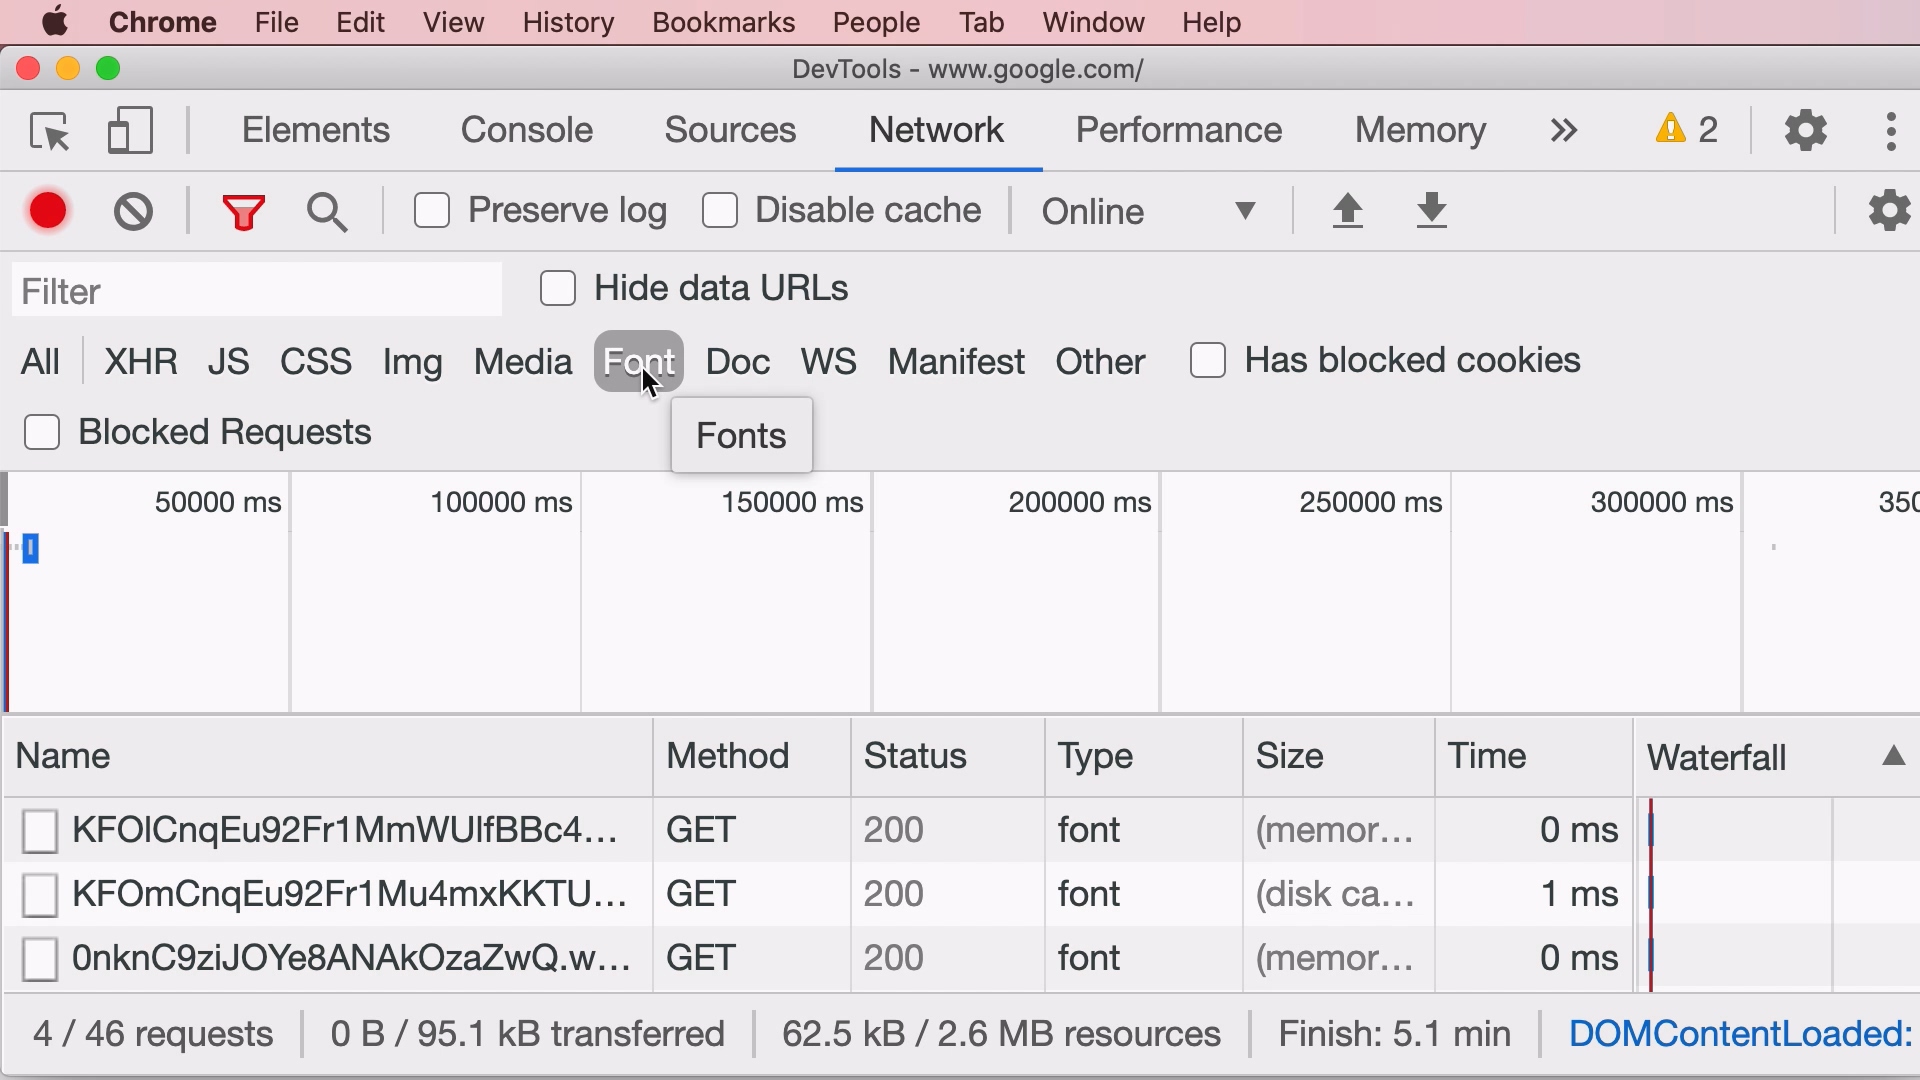 Chrome File Edit View History Bookmarks People Tab Window Help
DevTools - www.google.com/
Elements Console Sources Network Performance Memory 2
Preserve log Disable cache Online
Filter Hide data URLs
All XHR JS CSS Img Media Font Doc WS Manifest Other Has blocked cookies
Blocked Requests Fonts
50000 ms 100000 ms 150000 ms 200000 ms 250000 ms 300000 ms
Name Method Status Type Size Time Waterfall
KFOlCnqEu92Fr1MmWUlfBBc4... GET 200 font (memor... 0 ms
KFOmCnqEu92Fr1Mu4mxKKTU... GET 200 font (disk ca... 1 ms
0nknC9ziJOYe8ANAkOzaZwQ.w... GET 200 font (memor... 0 ms
4 / 46 requests 0 B / 95.1 kB transferred 62.5 kB / 2.6 MB resources Finish: 5.1 min DOMContentLoaded: